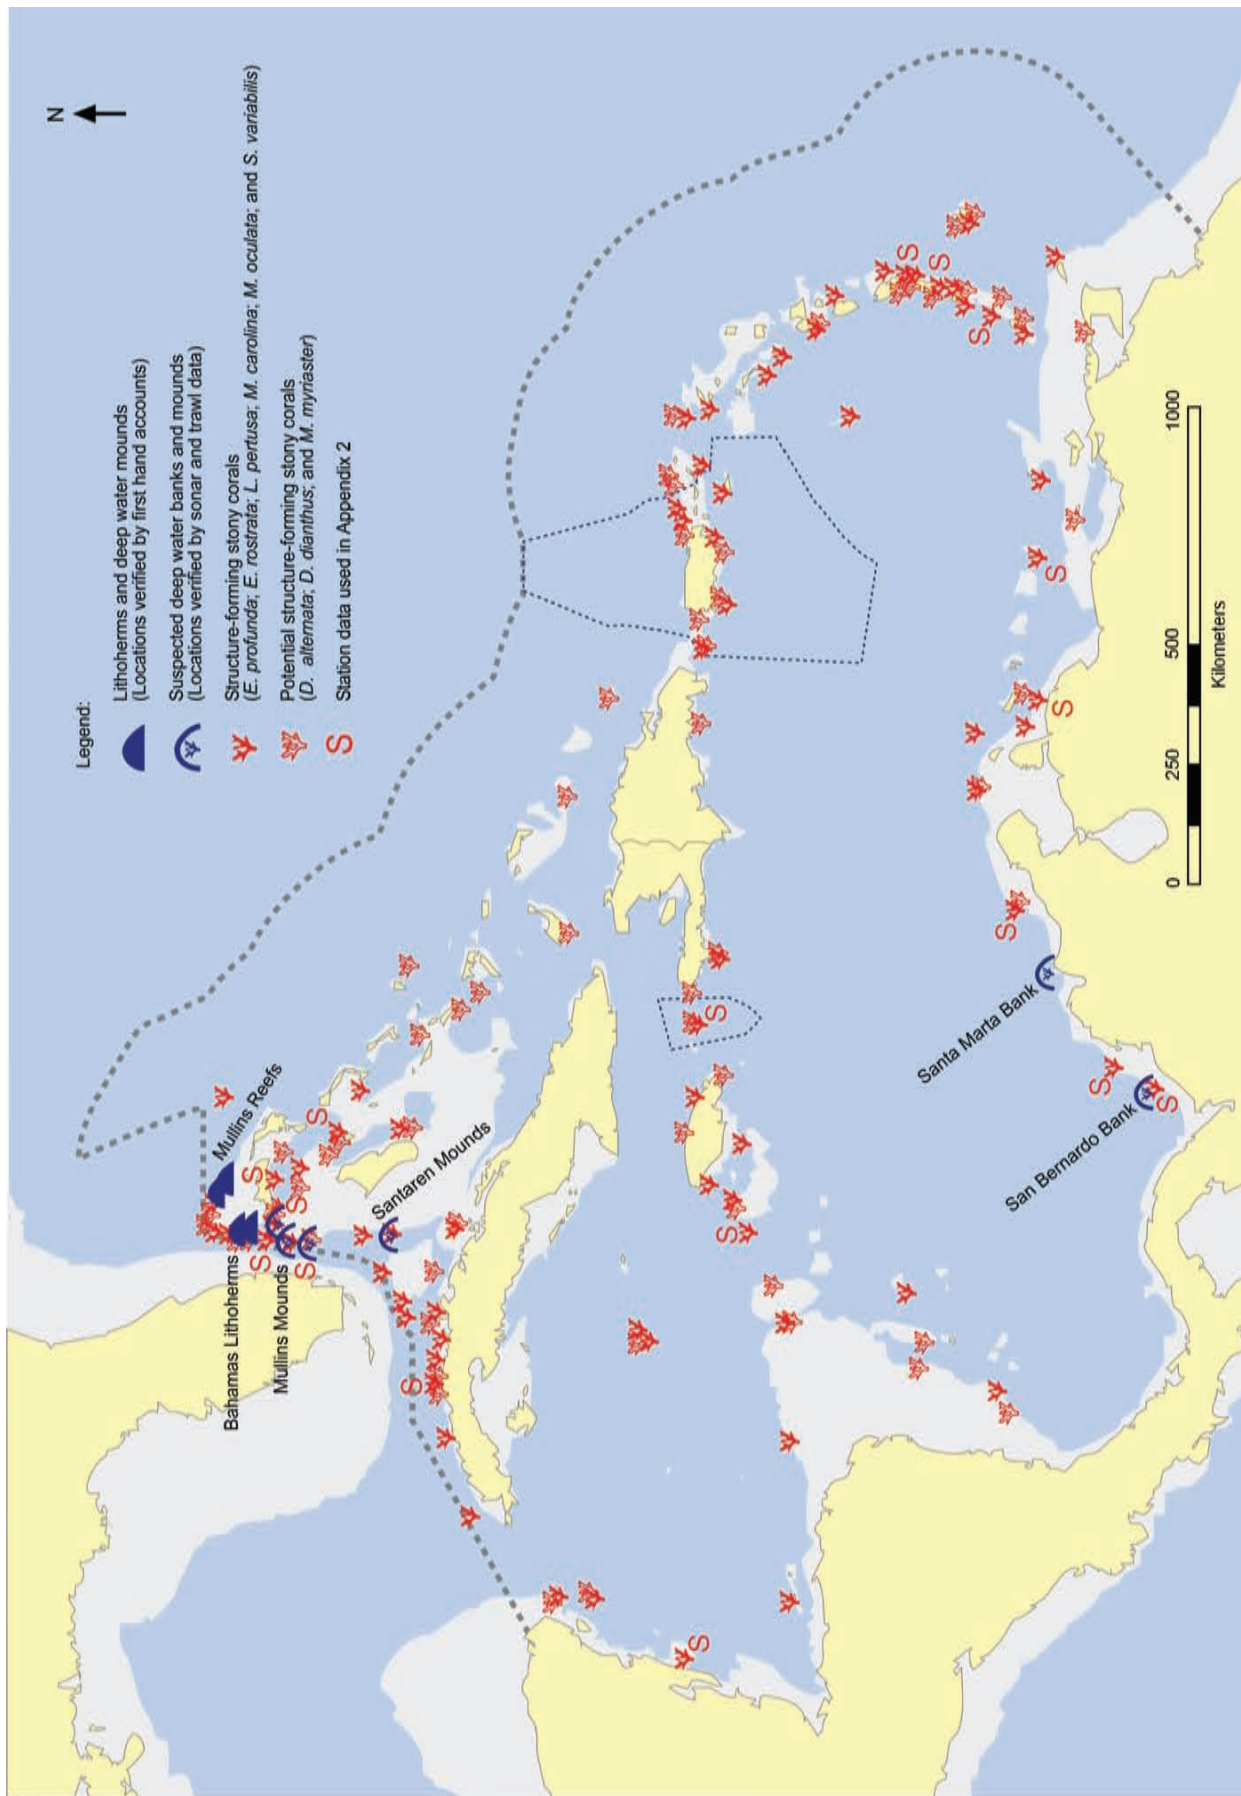 N
Legend:
Lithoherms and deep water mounds
(Locations verified by first hand accounts)
Suspected deep water banks and mounds
(Locations verified by sonar and trawl data)
Structure-forming stony corals
(E. profunda; E. rostrata; L. pertusa; M. carolina; M. oculata; and S. variabilis)
Potential structure-forming stony corals
(D. alternata; D. dianthus; and M. myriaster)
S Station data used in Appendix 2
Mullins Reefs
Bahamas Lithoherms
S
S
Mullins Mounds
S
S
S
Santaren Mounds
S
S
S
S
S
S
S
Santa Marta Bank
S
S
S
San Bernardo Bank
S
S
0 250 500 1000
Kilometers